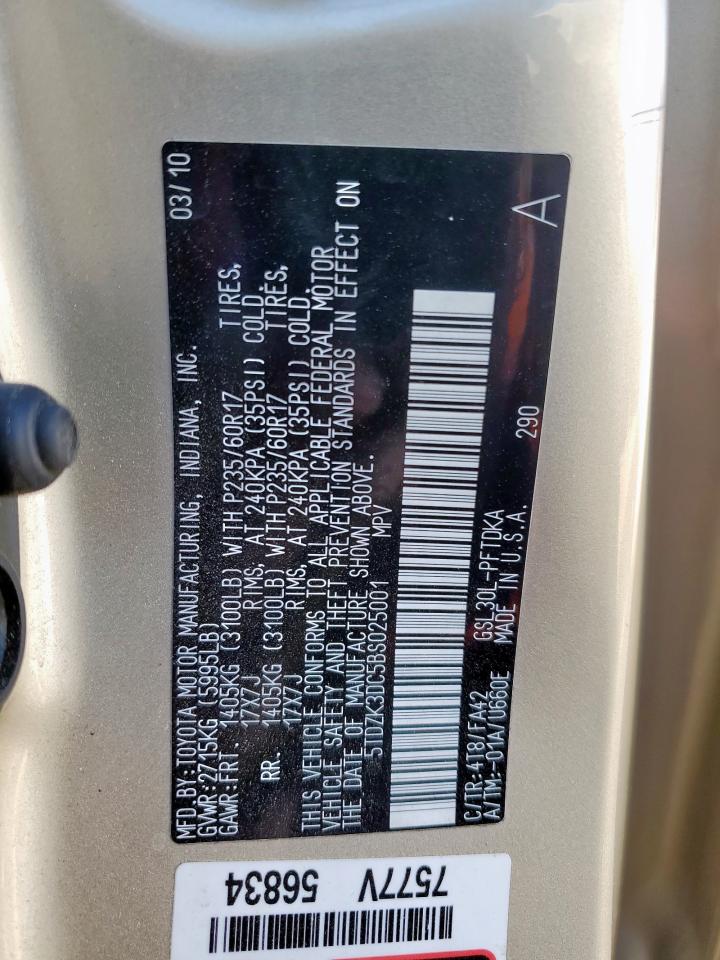 MFD BY: TOYOTA MOTOR MANUFACTURING, INDIANA, INC. 03/10
GVWR:2715KG (5995LB)
GAWR:FRT. 1405KG (3100LB) WITH P235/60R17 TIRES,
17X7J RIMS, AT 240KPA (35PSI) COLD.
RR. 1405KG (3100LB) WITH P235/60R17 TIRES,
17X7J RIMS, AT 240KPA (35PSI) COLD.
THIS VEHICLE CONFORMS TO ALL APPLICABLE FEDERAL MOTOR
VEHICLE SAFETY AND THEFT PREVENTION STANDARDS IN EFFECT ON
THE DATE OF MANUFACTURE SHOWN ABOVE.
5TDZK3DC5BS025001 MPV
C/TR:4T8/FA42 GSL30L-PFTDKA
A/TM:-01A/U660E MADE IN U.S.A. 290
A
7577V
56834